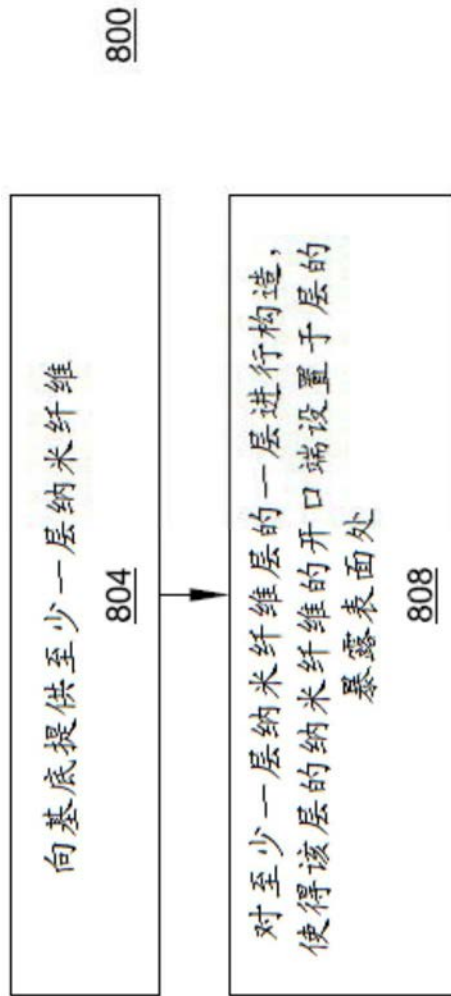 800
向基底提供至少一层纳米纤维
804
对至少一层纳米纤维层的一层进行构造,
使得该层的纳米纤维的开口端设置于层的
暴露表面处
808